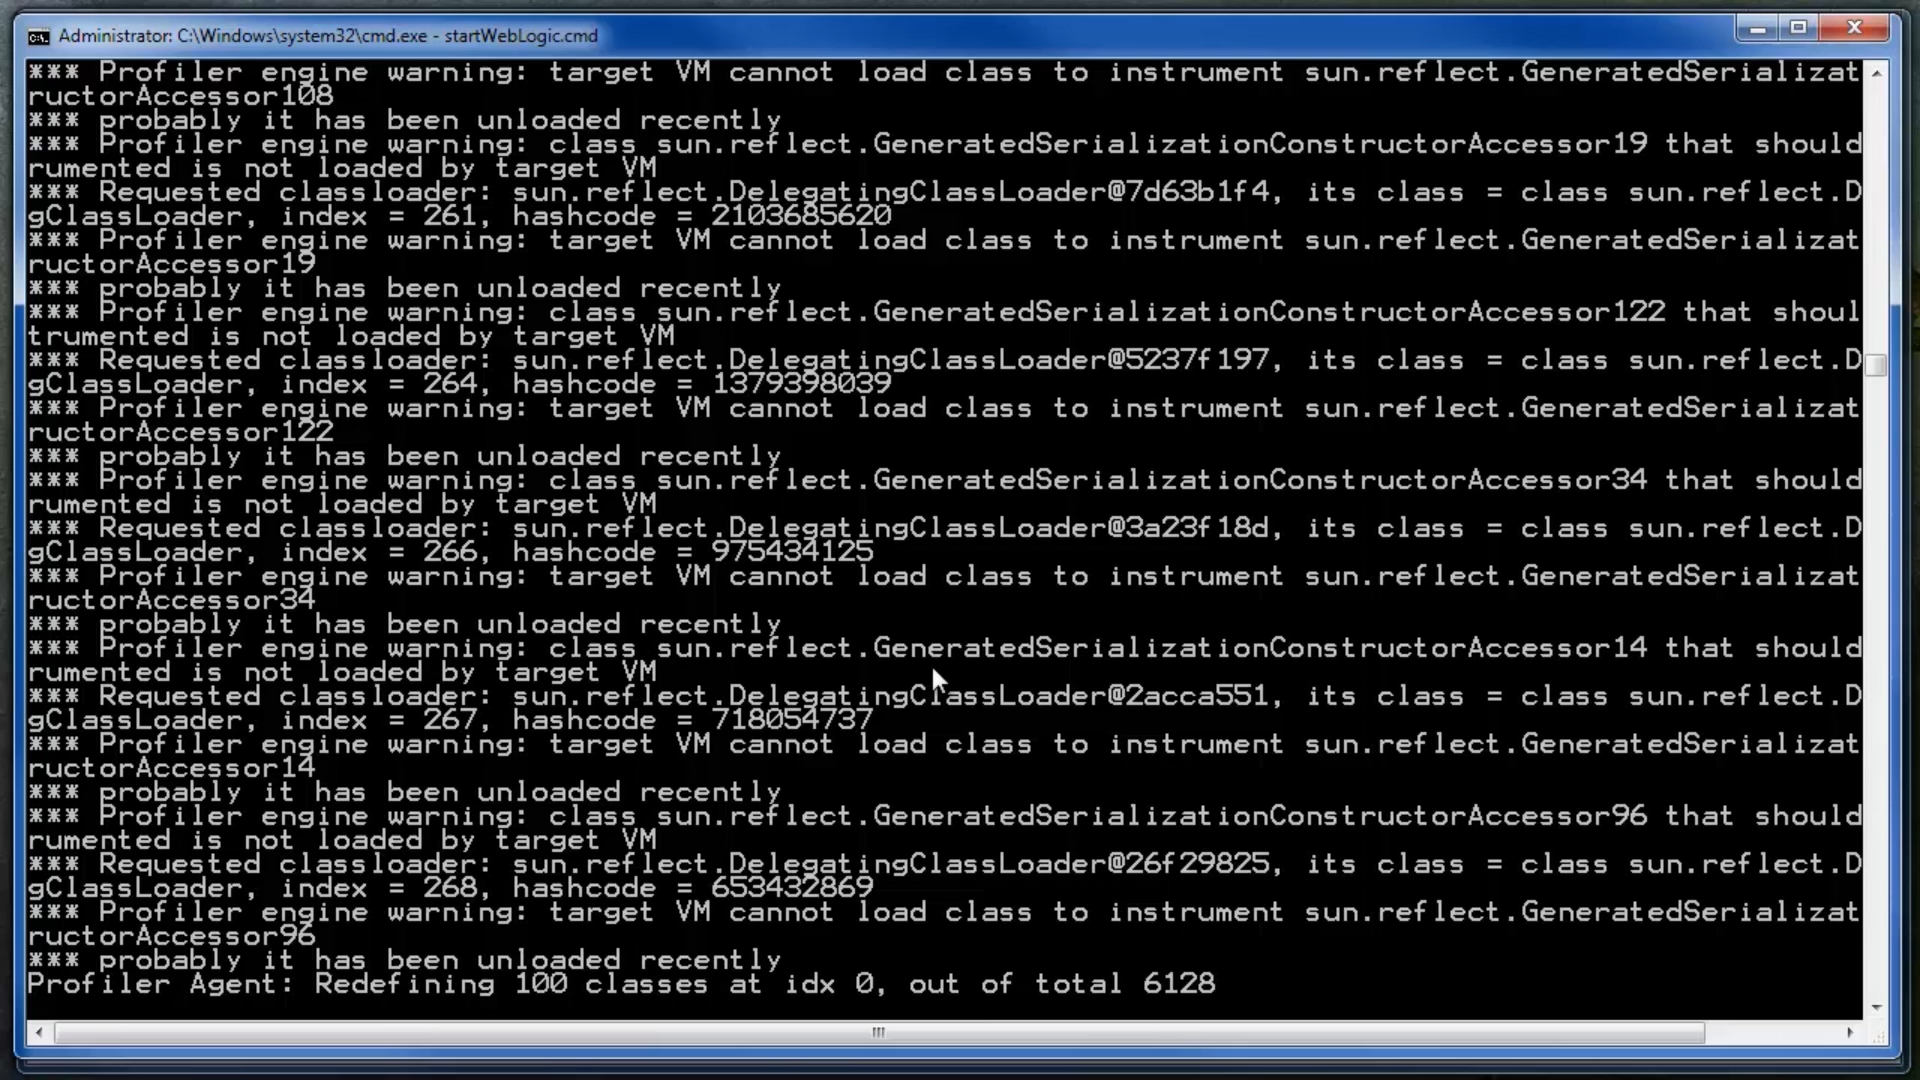 Administrator: C:\Windows\system32\cmd.exe - startWebLogic.cmd
*** Profiler engine warning: target VM cannot load class to instrument sun.reflect.GeneratedSerializat
ructorAccessor108
*** probably it has been unloaded recently
*** Profiler engine warning: class sun.reflect.GeneratedSerializationConstructorAccessor19 that should
rumented is not loaded by target VM
*** Requested classloader: sun.reflect.DelegatingClassLoader@7d63b1f4, its class = class sun.reflect.D
gClassLoader, index = 261, hashcode = 2103685620
*** Profiler engine warning: target VM cannot load class to instrument sun.reflect.GeneratedSerializat
ructorAccessor19
*** probably it has been unloaded recently
*** Profiler engine warning: class sun.reflect.GeneratedSerializationConstructorAccessor122 that shoul
trumented is not loaded by target VM
*** Requested classloader: sun.reflect.DelegatingClassLoader@5237f197, its class = class sun.reflect.D
gClassLoader, index = 264, hashcode = 1379398039
*** Profiler engine warning: target VM cannot load class to instrument sun.reflect.GeneratedSerializat
ructorAccessor122
*** probably it has been unloaded recently
*** Profiler engine warning: class sun.reflect.GeneratedSerializationConstructorAccessor34 that should
rumented is not loaded by target VM
*** Requested classloader: sun.reflect.DelegatingClassLoader@3a23f18d, its class = class sun.reflect.D
gClassLoader, index = 266, hashcode = 975434125
*** Profiler engine warning: target VM cannot load class to instrument sun.reflect.GeneratedSerializat
ructorAccessor34
*** probably it has been unloaded recently
*** Profiler engine warning: class sun.reflect.GeneratedSerializationConstructorAccessor14 that should
rumented is not loaded by target VM
*** Requested classloader: sun.reflect.DelegatingClassLoader@2acca551, its class = class sun.reflect.D
gClassLoader, index = 267, hashcode = 718054737
*** Profiler engine warning: target VM cannot load class to instrument sun.reflect.GeneratedSerializat
ructorAccessor14
*** probably it has been unloaded recently
*** Profiler engine warning: class sun.reflect.GeneratedSerializationConstructorAccessor96 that should
rumented is not loaded by target VM
*** Requested classloader: sun.reflect.DelegatingClassLoader@26f29825, its class = class sun.reflect.D
gClassLoader, index = 268, hashcode = 653432869
*** Profiler engine warning: target VM cannot load class to instrument sun.reflect.GeneratedSerializat
ructorAccessor96
*** probably it has been unloaded recently
Profiler Agent: Redefining 100 classes at idx 0, out of total 6128